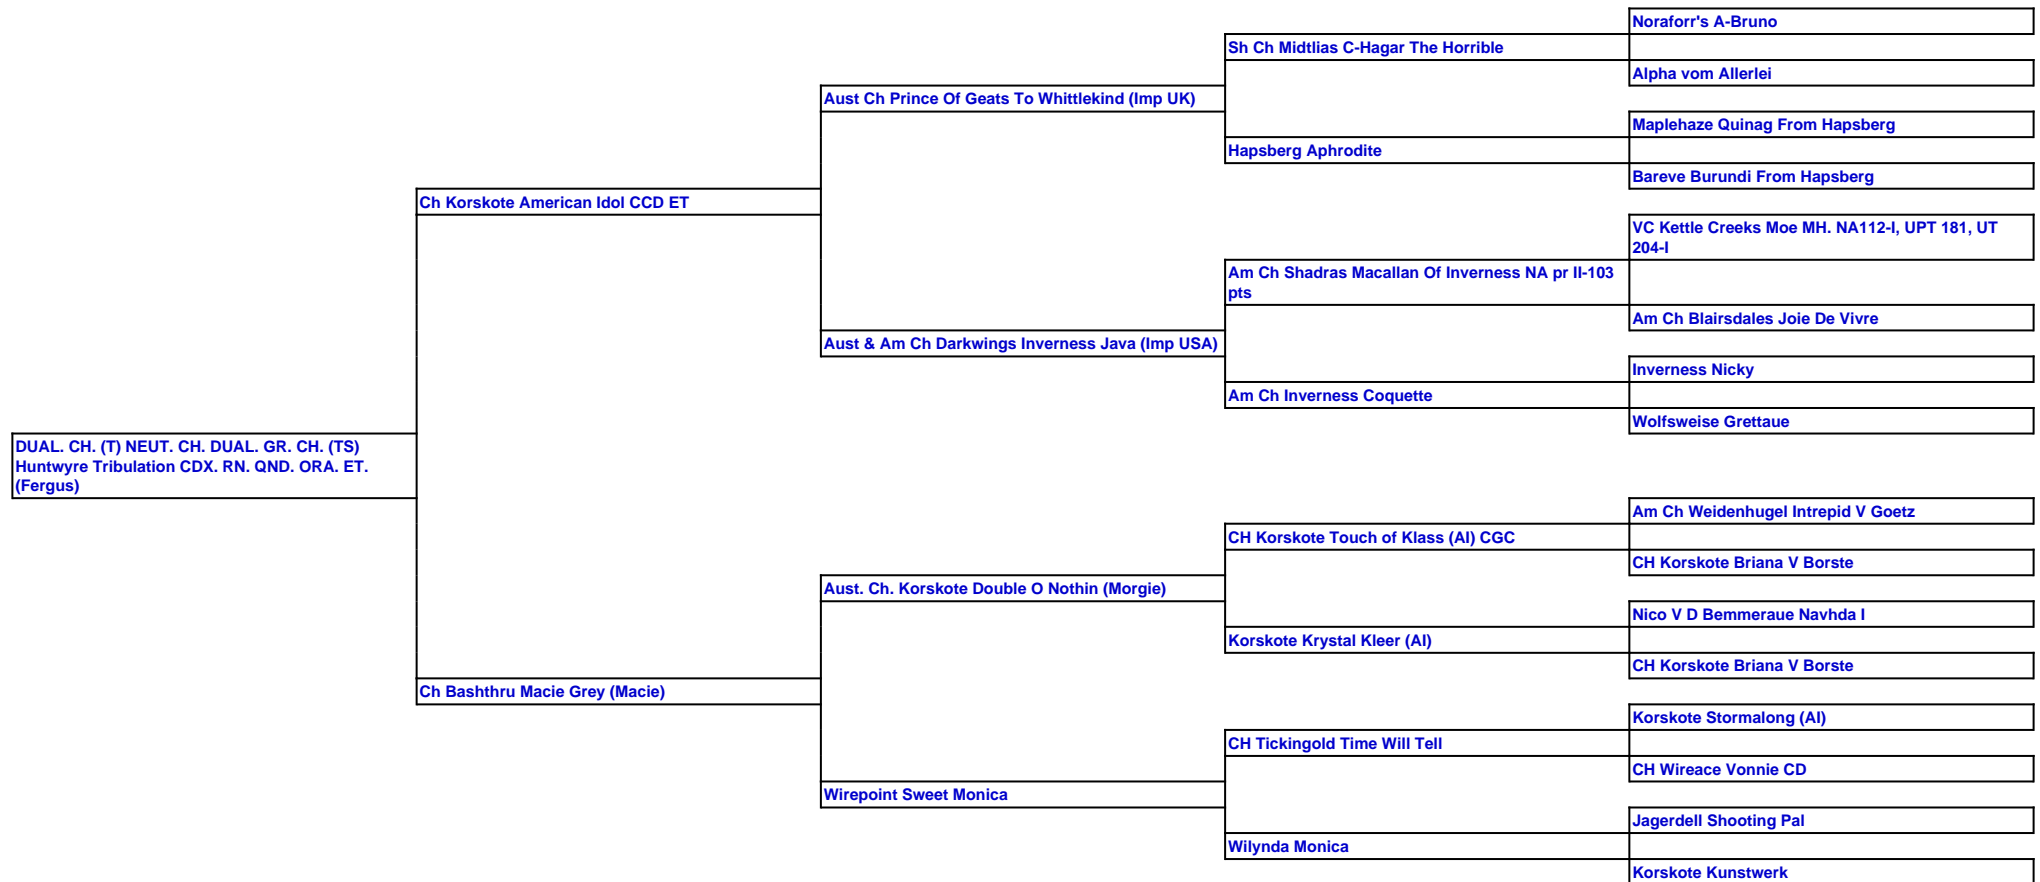 Noraforr's A-Bruno
Sh Ch Midtlias C-Hagar The Horrible
Alpha vom Allerlei
Aust Ch Prince Of Geats To Whittlekind (Imp UK)
Maplehaze Quinag From Hapsberg
Hapsberg Aphrodite
Bareve Burundi From Hapsberg
Ch Korskote American Idol CCD ET
VC Kettle Creeks Moe MH. NA112-I, UPT 181, UT
204-I
Am Ch Shadras Macallan Of Inverness NA pr II-103
pts
Am Ch Blairsdales Joie De Vivre
Aust & Am Ch Darkwings Inverness Java (Imp USA)
Inverness Nicky
Am Ch Inverness Coquette
Wolfsweise Grettaue
DUAL. CH. (T) NEUT. CH. DUAL. GR. CH. (TS)
Huntwyre Tribulation CDX. RN. QND. ORA. ET.
(Fergus)
Am Ch Weidenhugel Intrepid V Goetz
CH Korskote Touch of Klass (AI) CGC
CH Korskote Briana V Borste
Aust. Ch. Korskote Double O Nothin (Morgie)
Nico V D Bemmeraue Navhda I
Korskote Krystal Kleer (AI)
CH Korskote Briana V Borste
Ch Bashthru Macie Grey (Macie)
Korskote Stormalong (AI)
CH Tickingold Time Will Tell
CH Wireace Vonnie CD
Wirepoint Sweet Monica
Jagerdell Shooting Pal
Wilynda Monica
Korskote Kunstwerk